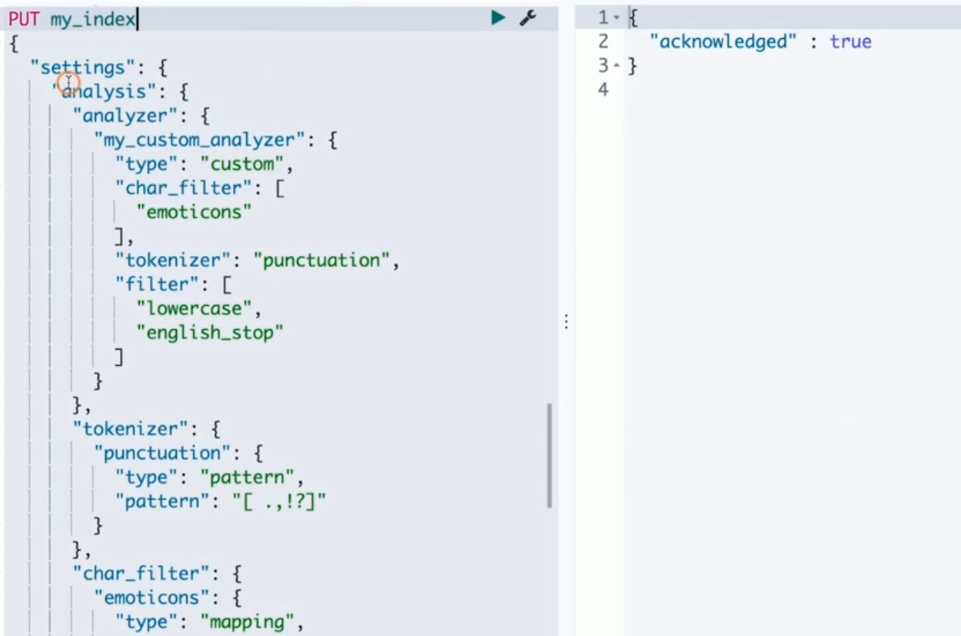 PUT my_index
{
"settings": {
"analysis": {
"analyzer": {
"my_custom_analyzer": {
"type": "custom",
"char_filter": [
"emoticons"
],
"tokenizer": "punctuation",
"filter": [
"lowercase",
"english_stop"
]
}
},
"tokenizer": {
"punctuation": {
"type": "pattern",
"pattern": "[ .,!?]"
}
},
"char_filter": {
"emoticons": {
"type": "mapping",
1 {
2 "acknowledged" : true
3 }
4